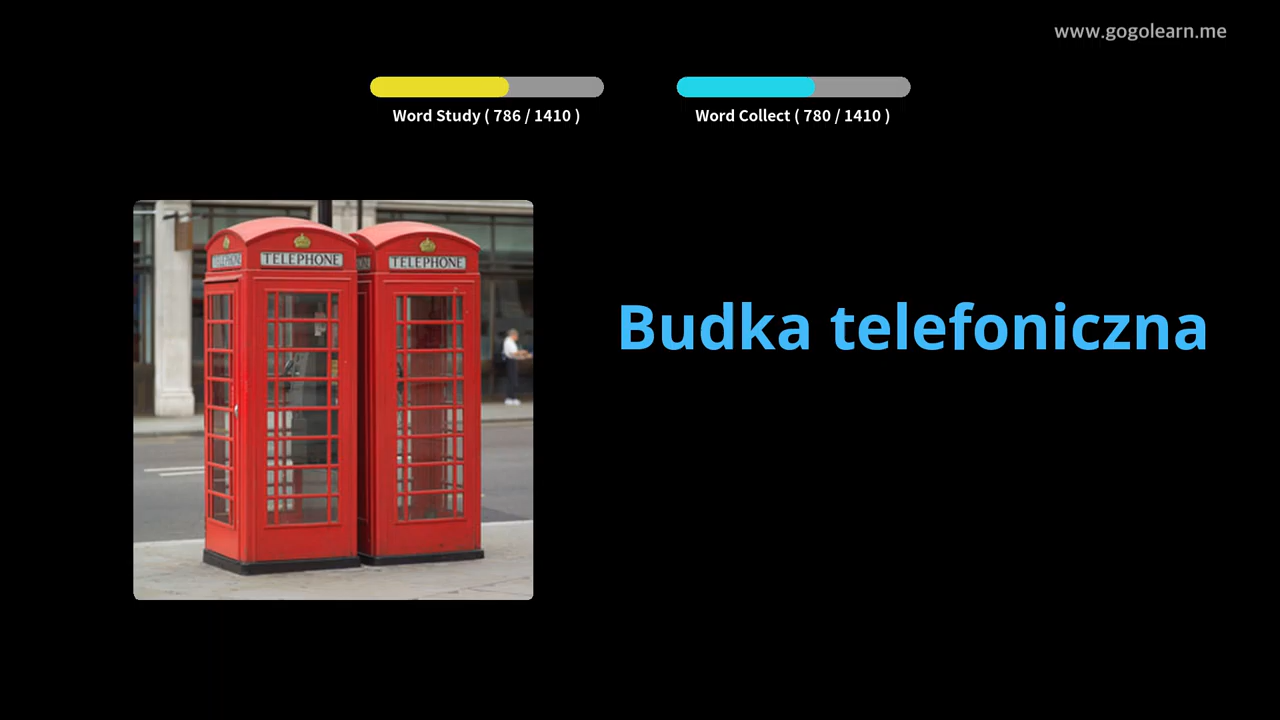 www.gogolearn.me
Word Study ( 786 / 1410 )
Word Collect ( 780 / 1410 )
TELEPHONE
TELEPHONE
Budka telefoniczna